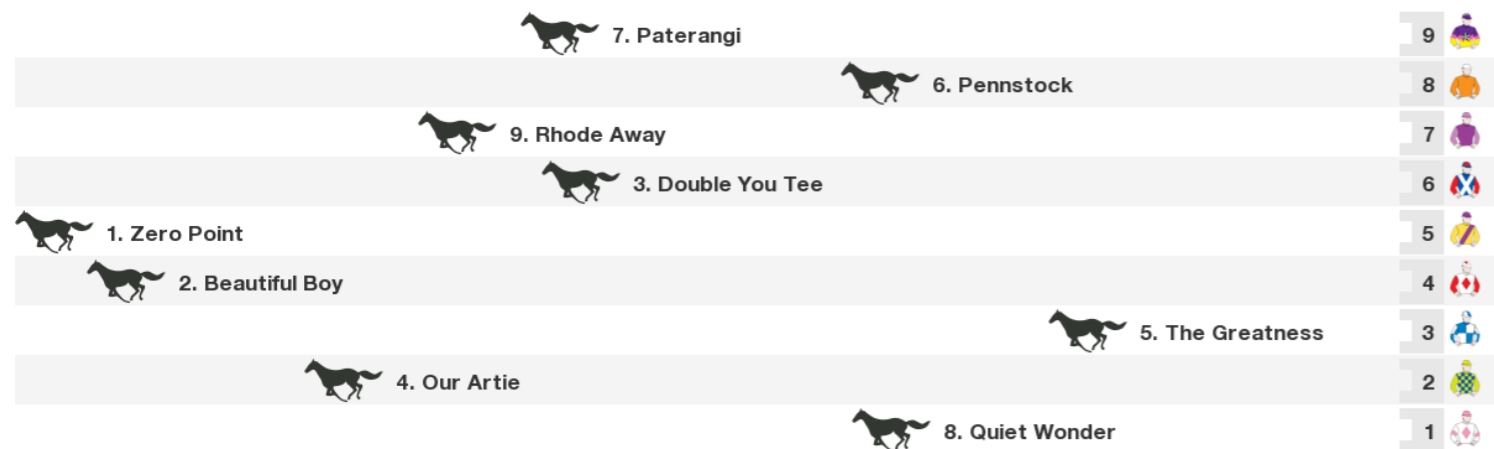 7. Paterangi 9
6. Pennstock 8
9. Rhode Away 7
3. Double You Tee 6
1. Zero Point 5
2. Beautiful Boy 4
5. The Greatness 3
4. Our Artie 2
8. Quiet Wonder 1